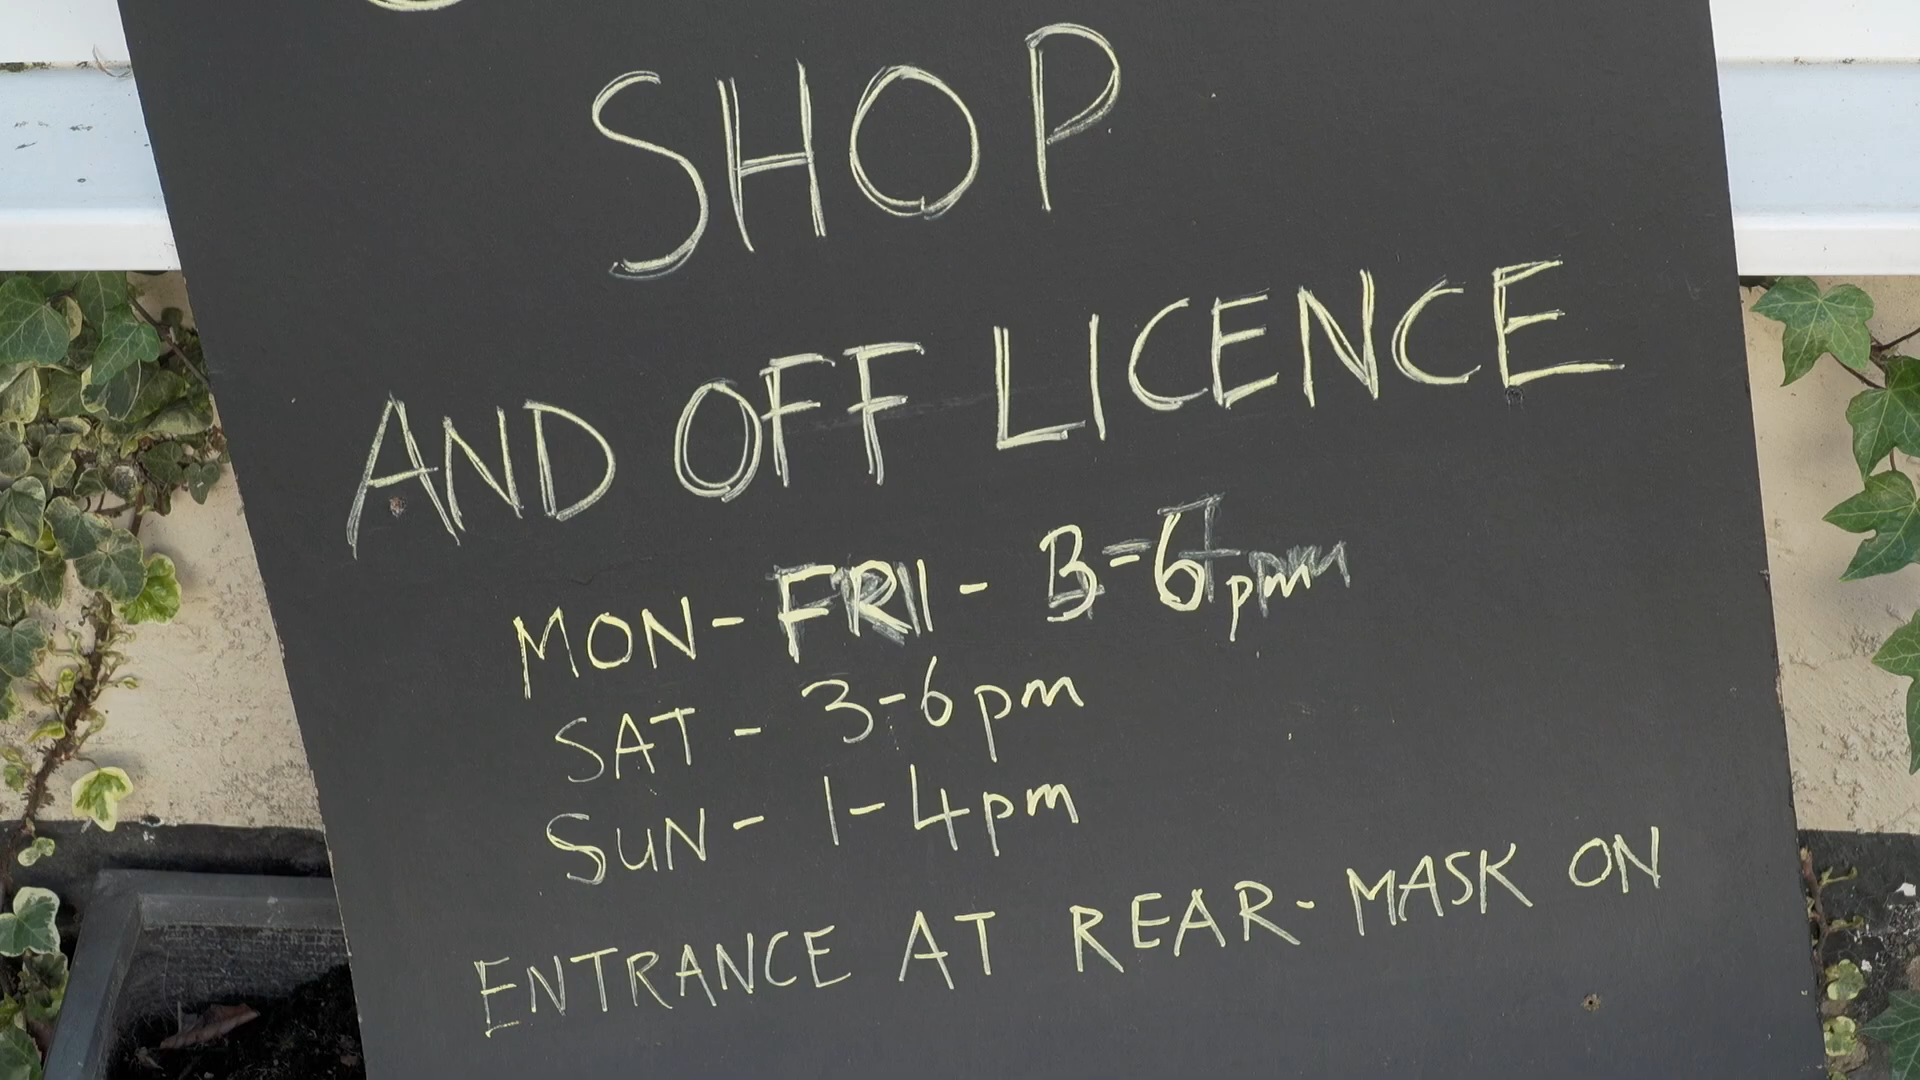 SHOP
AND OFF LICENCE
MON-FRI - 3-6pm
SAT - 3-6pm
SUN - 1-4pm
ENTRANCE AT REAR - MASK ON